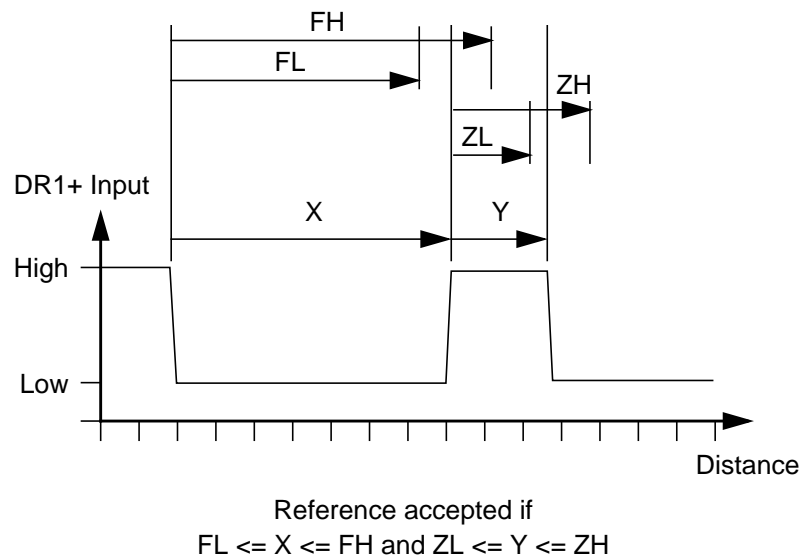 FH
FL
ZH
ZL
DR1+ Input
X
Y
High
Low
Distance
Reference accepted if
FL <= X <= FH and ZL <= Y <= ZH